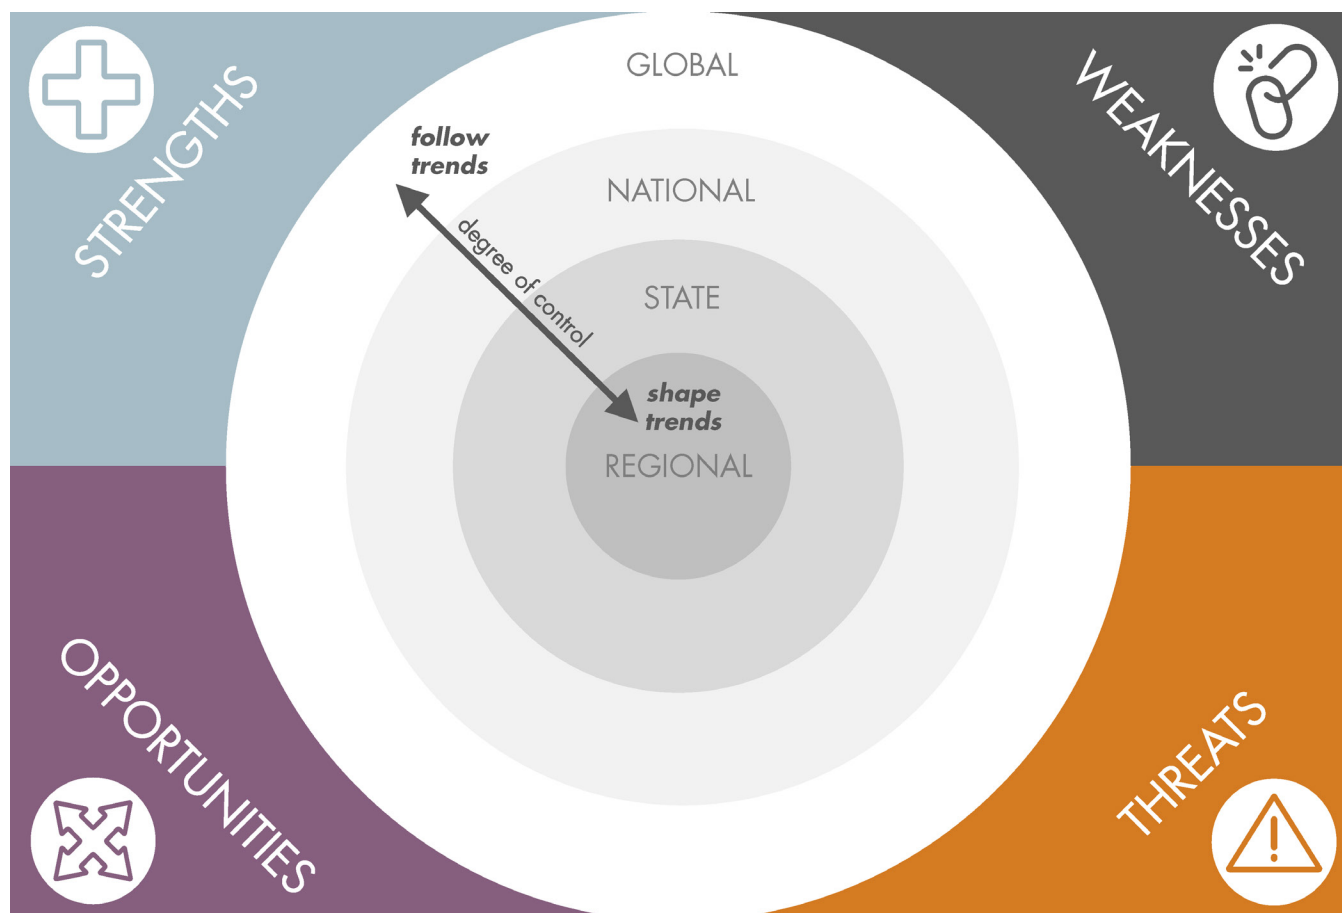 STRENGTHS
GLOBAL
WEAKNESSES
follow
trends
NATIONAL
degree of control
STATE
shape
trends
REGIONAL
OPPORTUNITIES
THREATS